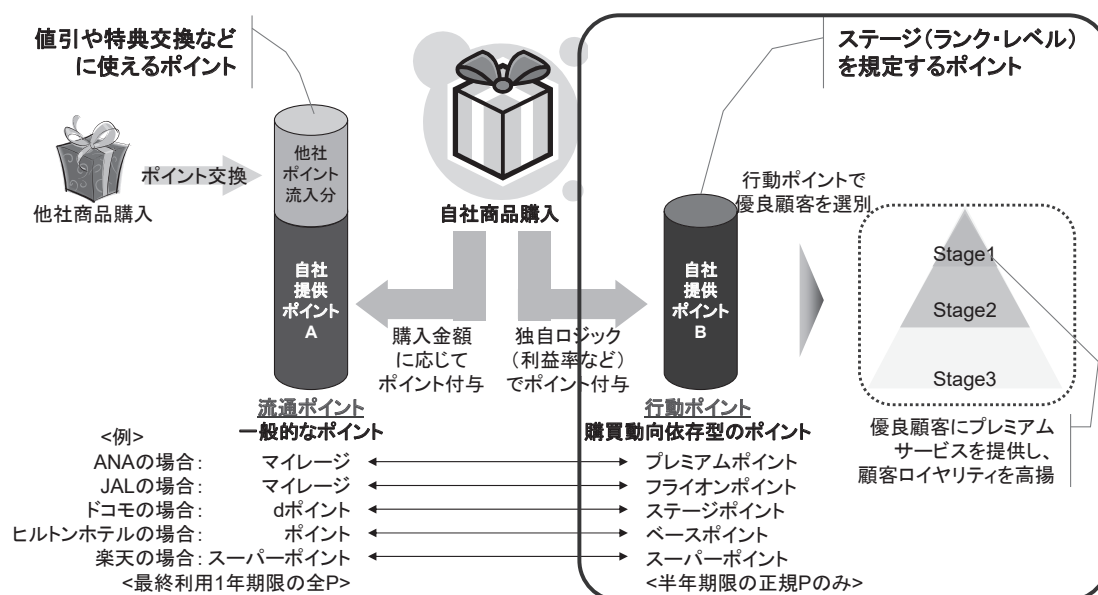 値引や特典交換など
に使えるポイント
ステージ（ランク・レベル）
を規定するポイント
他社
ポイント
流入分
ポイント交換
他社商品購入
自社商品購入
行動ポイントで
優良顧客を選別
自社
提供
ポイント
A
自社
提供
ポイント
B
Stage1
Stage2
Stage3
購入金額
に応じて
ポイント付与
独自ロジック
（利益率など）
でポイント付与
流通ポイント
一般的なポイント
行動ポイント
購買動向依存型のポイント
優良顧客にプレミアム
サービスを提供し、
顧客ロイヤリティを高揚
<例>
ANAの場合： マイレージ プレミアムポイント
JALの場合： マイレージ フライオンポイント
ドコモの場合： dポイント ステージポイント
ヒルトンホテルの場合： ポイント ベースポイント
楽天の場合： スーパーポイント スーパーポイント
<最終利用1年期限の全P> <半年期限の正規Pのみ>